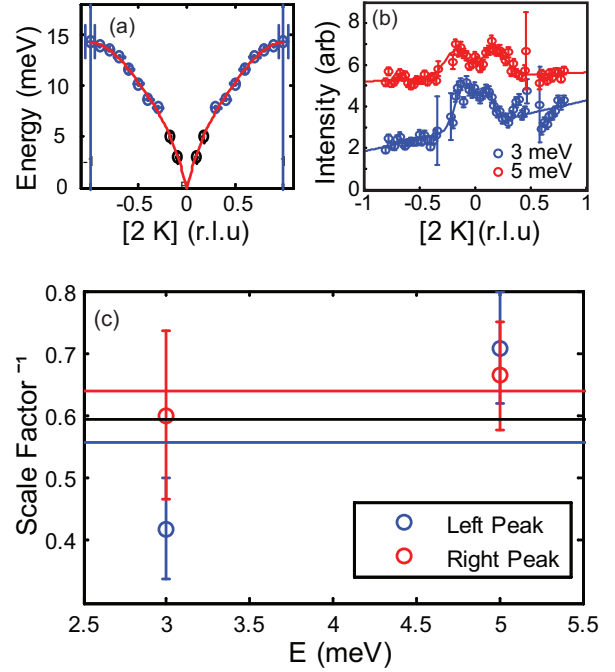 (a)
Energy (meV)
15
10
5
0
-0.5
0
0.5
[2 K] (r.l.u)
(b)
Intensity (arb)
8
6
4
2
0
3 meV
5 meV
-1
-0.5
0
0.5
1
[2 K] (r.l.u)
(c)
Scale Factor ⁻¹
0.8
0.7
0.6
0.5
0.4
Left Peak
Right Peak
2.5
3
3.5
4
4.5
5
5.5
E (meV)